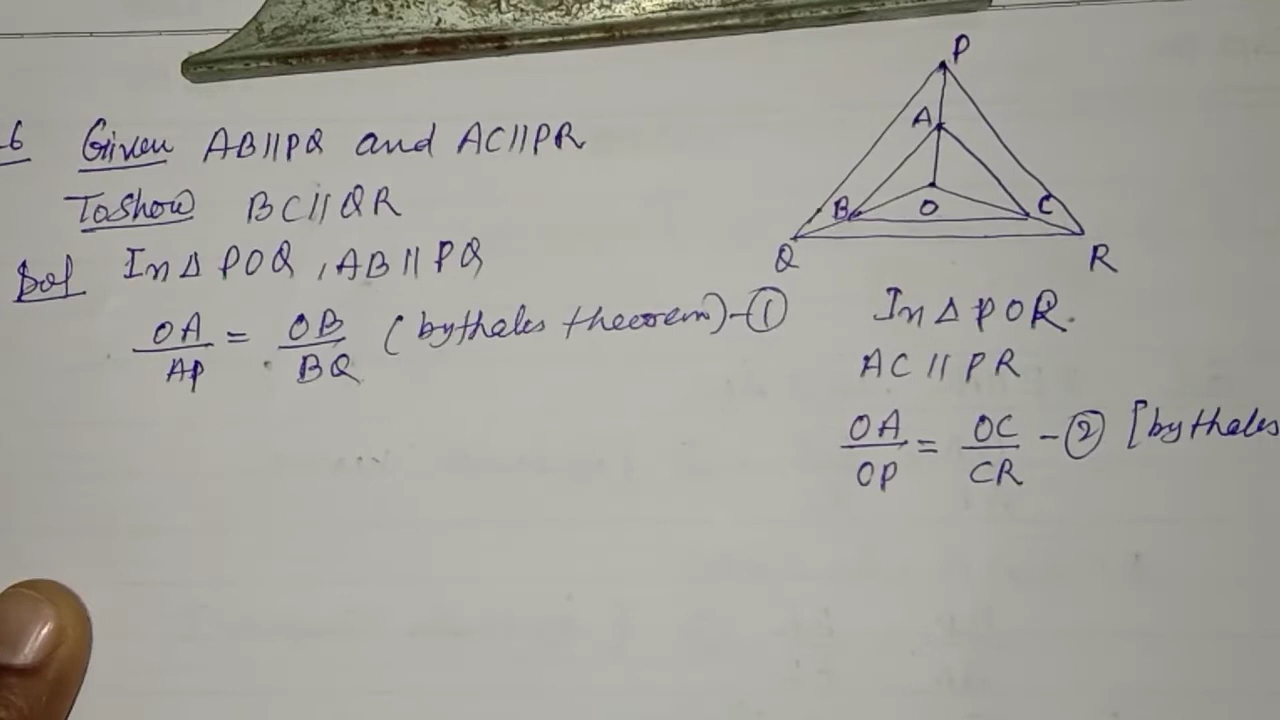 6 Given AB//PQ and AC//PR
To Show BC//QR
Sol In Δ POQ, AB // PQ
OA/AP = OB/BQ (by thales theorem) - ①
P
A
B
O
C
Q
R
In Δ POR.
AC // PR
OA/OP = OC/CR - ② [by thales